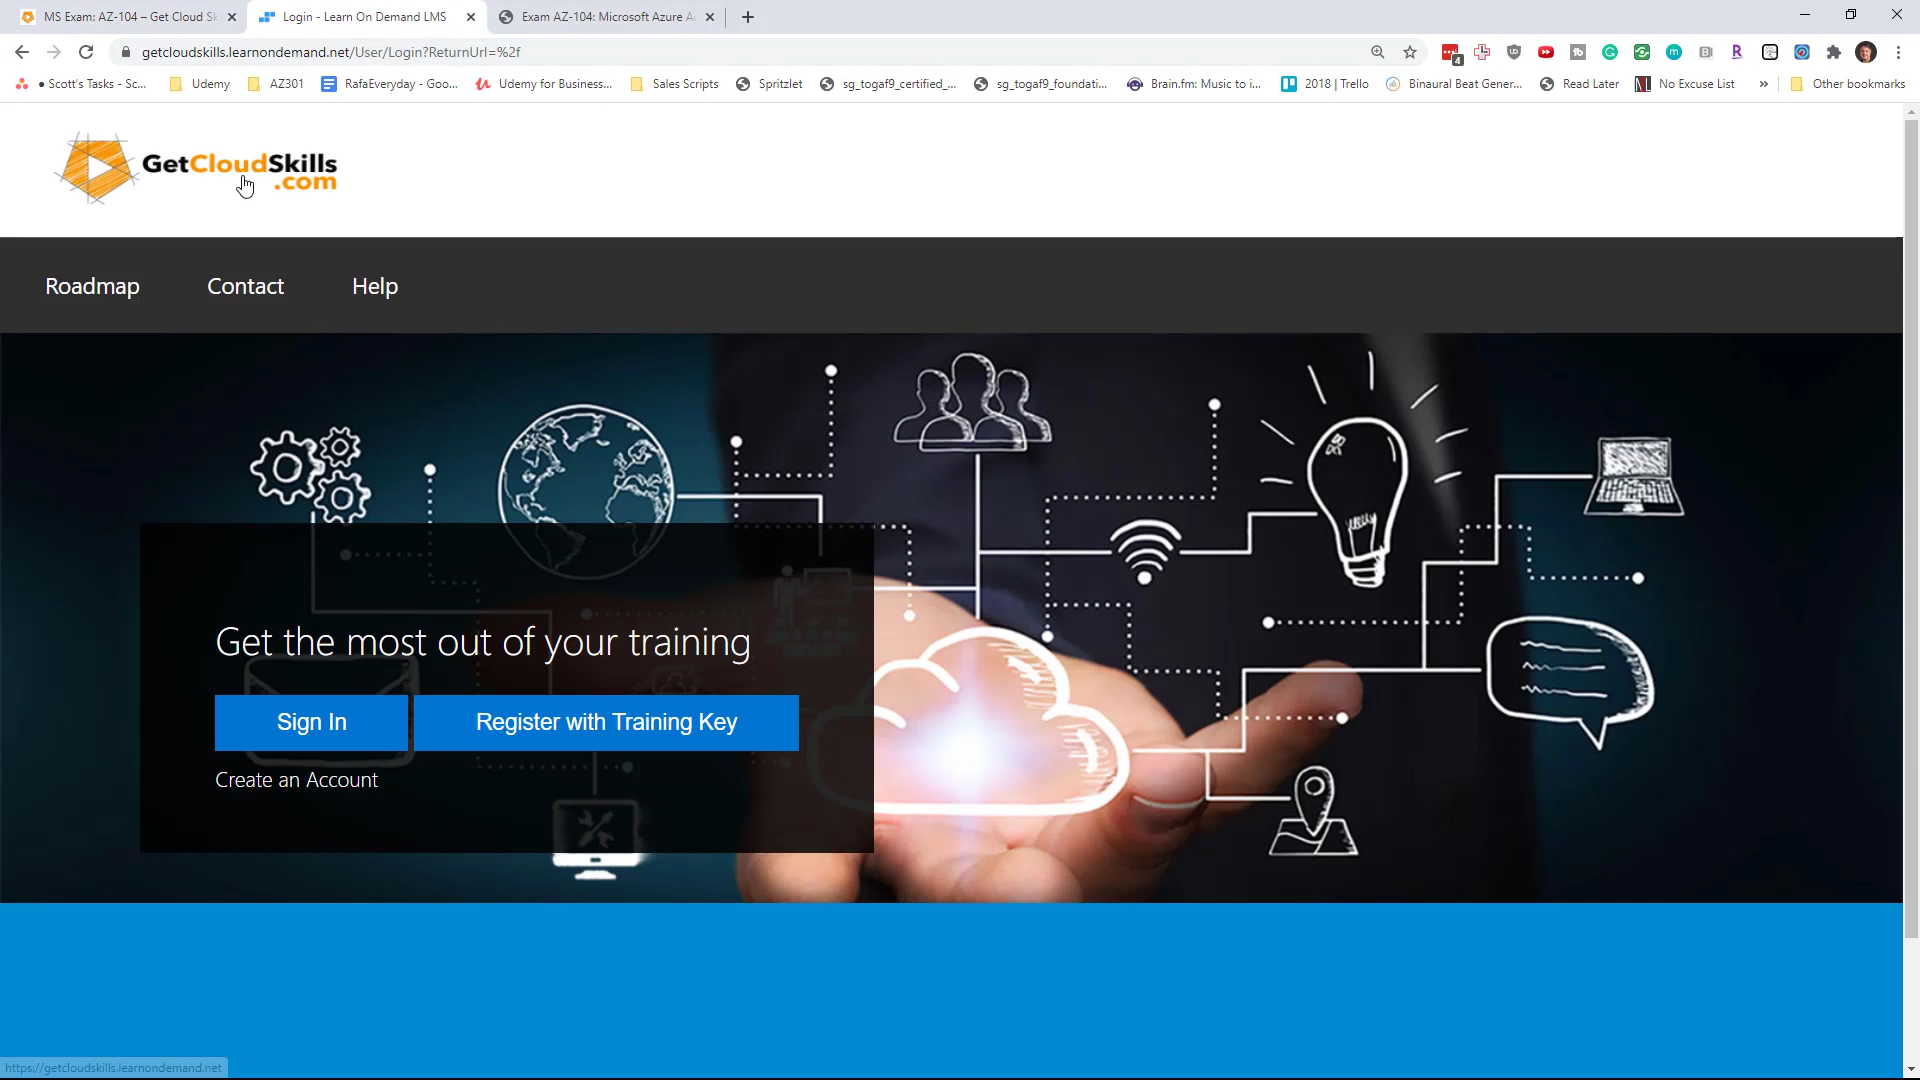 MS Exam: AZ-104 – Get Cloud Sk
Login - Learn On Demand LMS
Exam AZ-104: Microsoft Azure A
getcloudskills.learnondemand.net/User/Login?ReturnUrl=%2f
4
• Scott's Tasks - Sc...
Udemy
AZ301
RafaEveryday - Goo...
Udemy for Business...
Sales Scripts
Spritzlet
sg_togaf9_certified_...
sg_togaf9_foundati...
Brain.fm: Music to i...
2018 | Trello
Binaural Beat Gener...
Read Later
No Excuse List
»
Other bookmarks
GetCloudSkills
.com
Roadmap
Contact
Help
Get the most out of your training
Sign In
Register with Training Key
Create an Account
https://getcloudskills.learnondemand.net